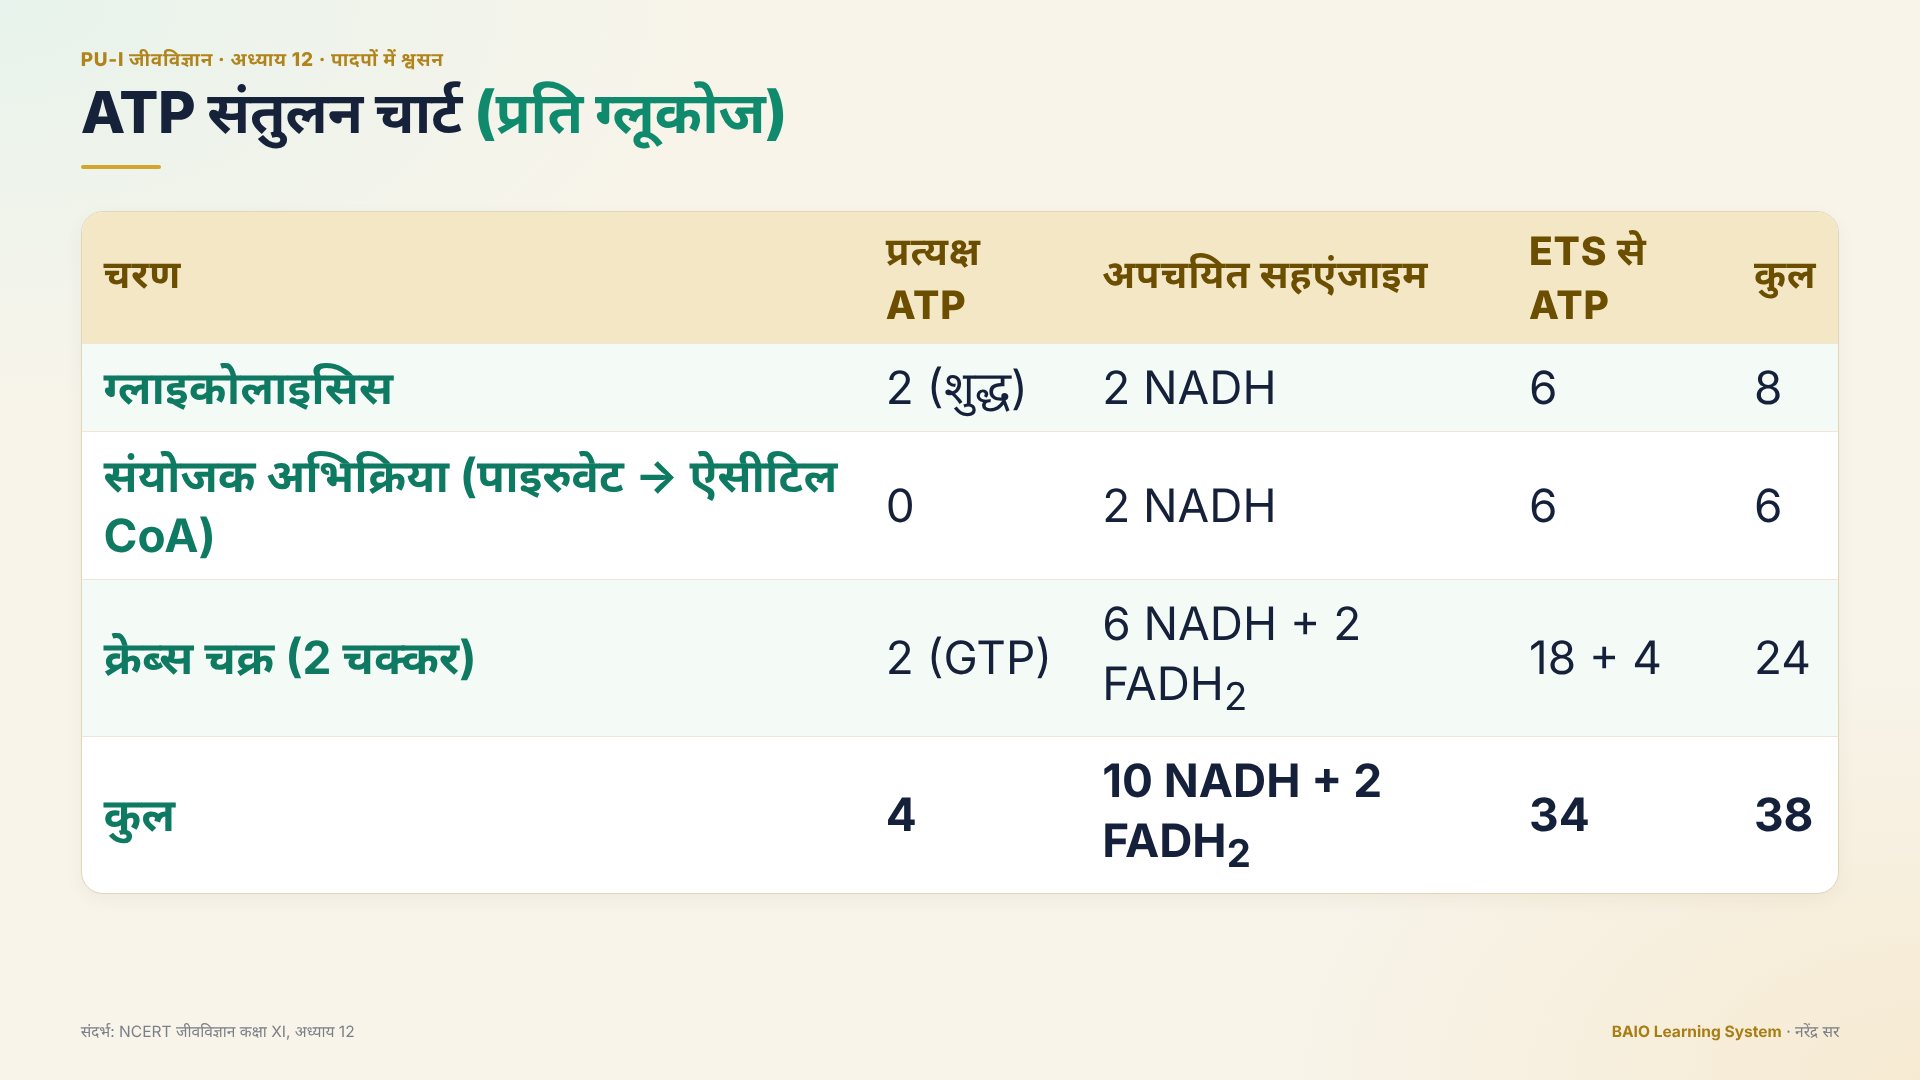 PU-I जीवविज्ञान · अध्याय 12 · पादपों में श्वसन
ATP संतुलन चार्ट (प्रति ग्लूकोज)
चरण
प्रत्यक्ष
ATP
अपचयित सहएंजाइम
ETS से
ATP
कुल
ग्लाइकोलाइसिस
2 (शुद्ध)
2 NADH
6
8
संयोजक अभिक्रिया (पाइरुवेट → ऐसीटिल
CoA)
0
2 NADH
6
6
क्रेब्स चक्र (2 चक्कर)
2 (GTP)
6 NADH + 2
FADH₂
18 + 4
24
कुल
4
10 NADH + 2
FADH₂
34
38
संदर्भ: NCERT जीवविज्ञान कक्षा XI, अध्याय 12
BAIO Learning System · नरेंद्र सर